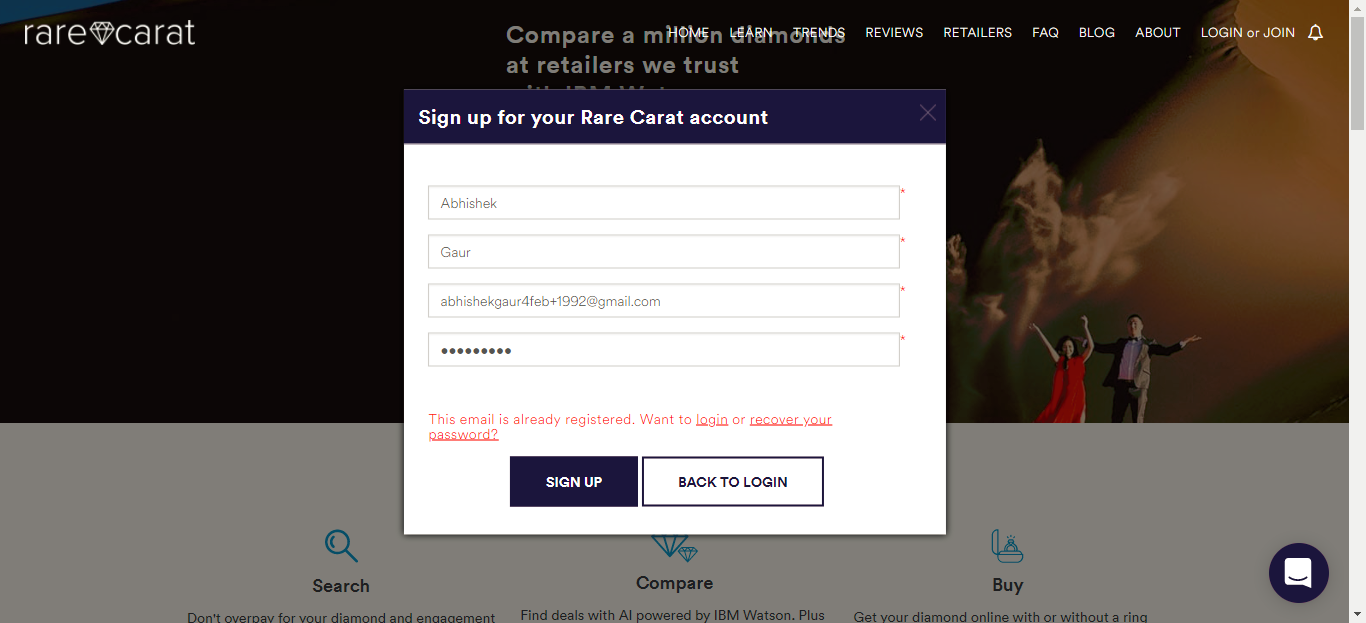 rare carat
HOME LEARN TRENDS REVIEWS RETAILERS FAQ BLOG ABOUT LOGIN or JOIN
Compare a million diamonds
at retailers we trust
with IBM
Sign up for your Rare Carat account
Abhishek
*
Gaur
*
abhishekgaur4feb+1992@gmail.com
*
•••••••••
*
This email is already registered. Want to login or recover your
password?
SIGN UP
BACK TO LOGIN
Search
Compare
Buy
Don't overpay for your diamond and engagement
Find deals with AI powered by IBM Watson. Plus
Get your diamond online with or without a ring